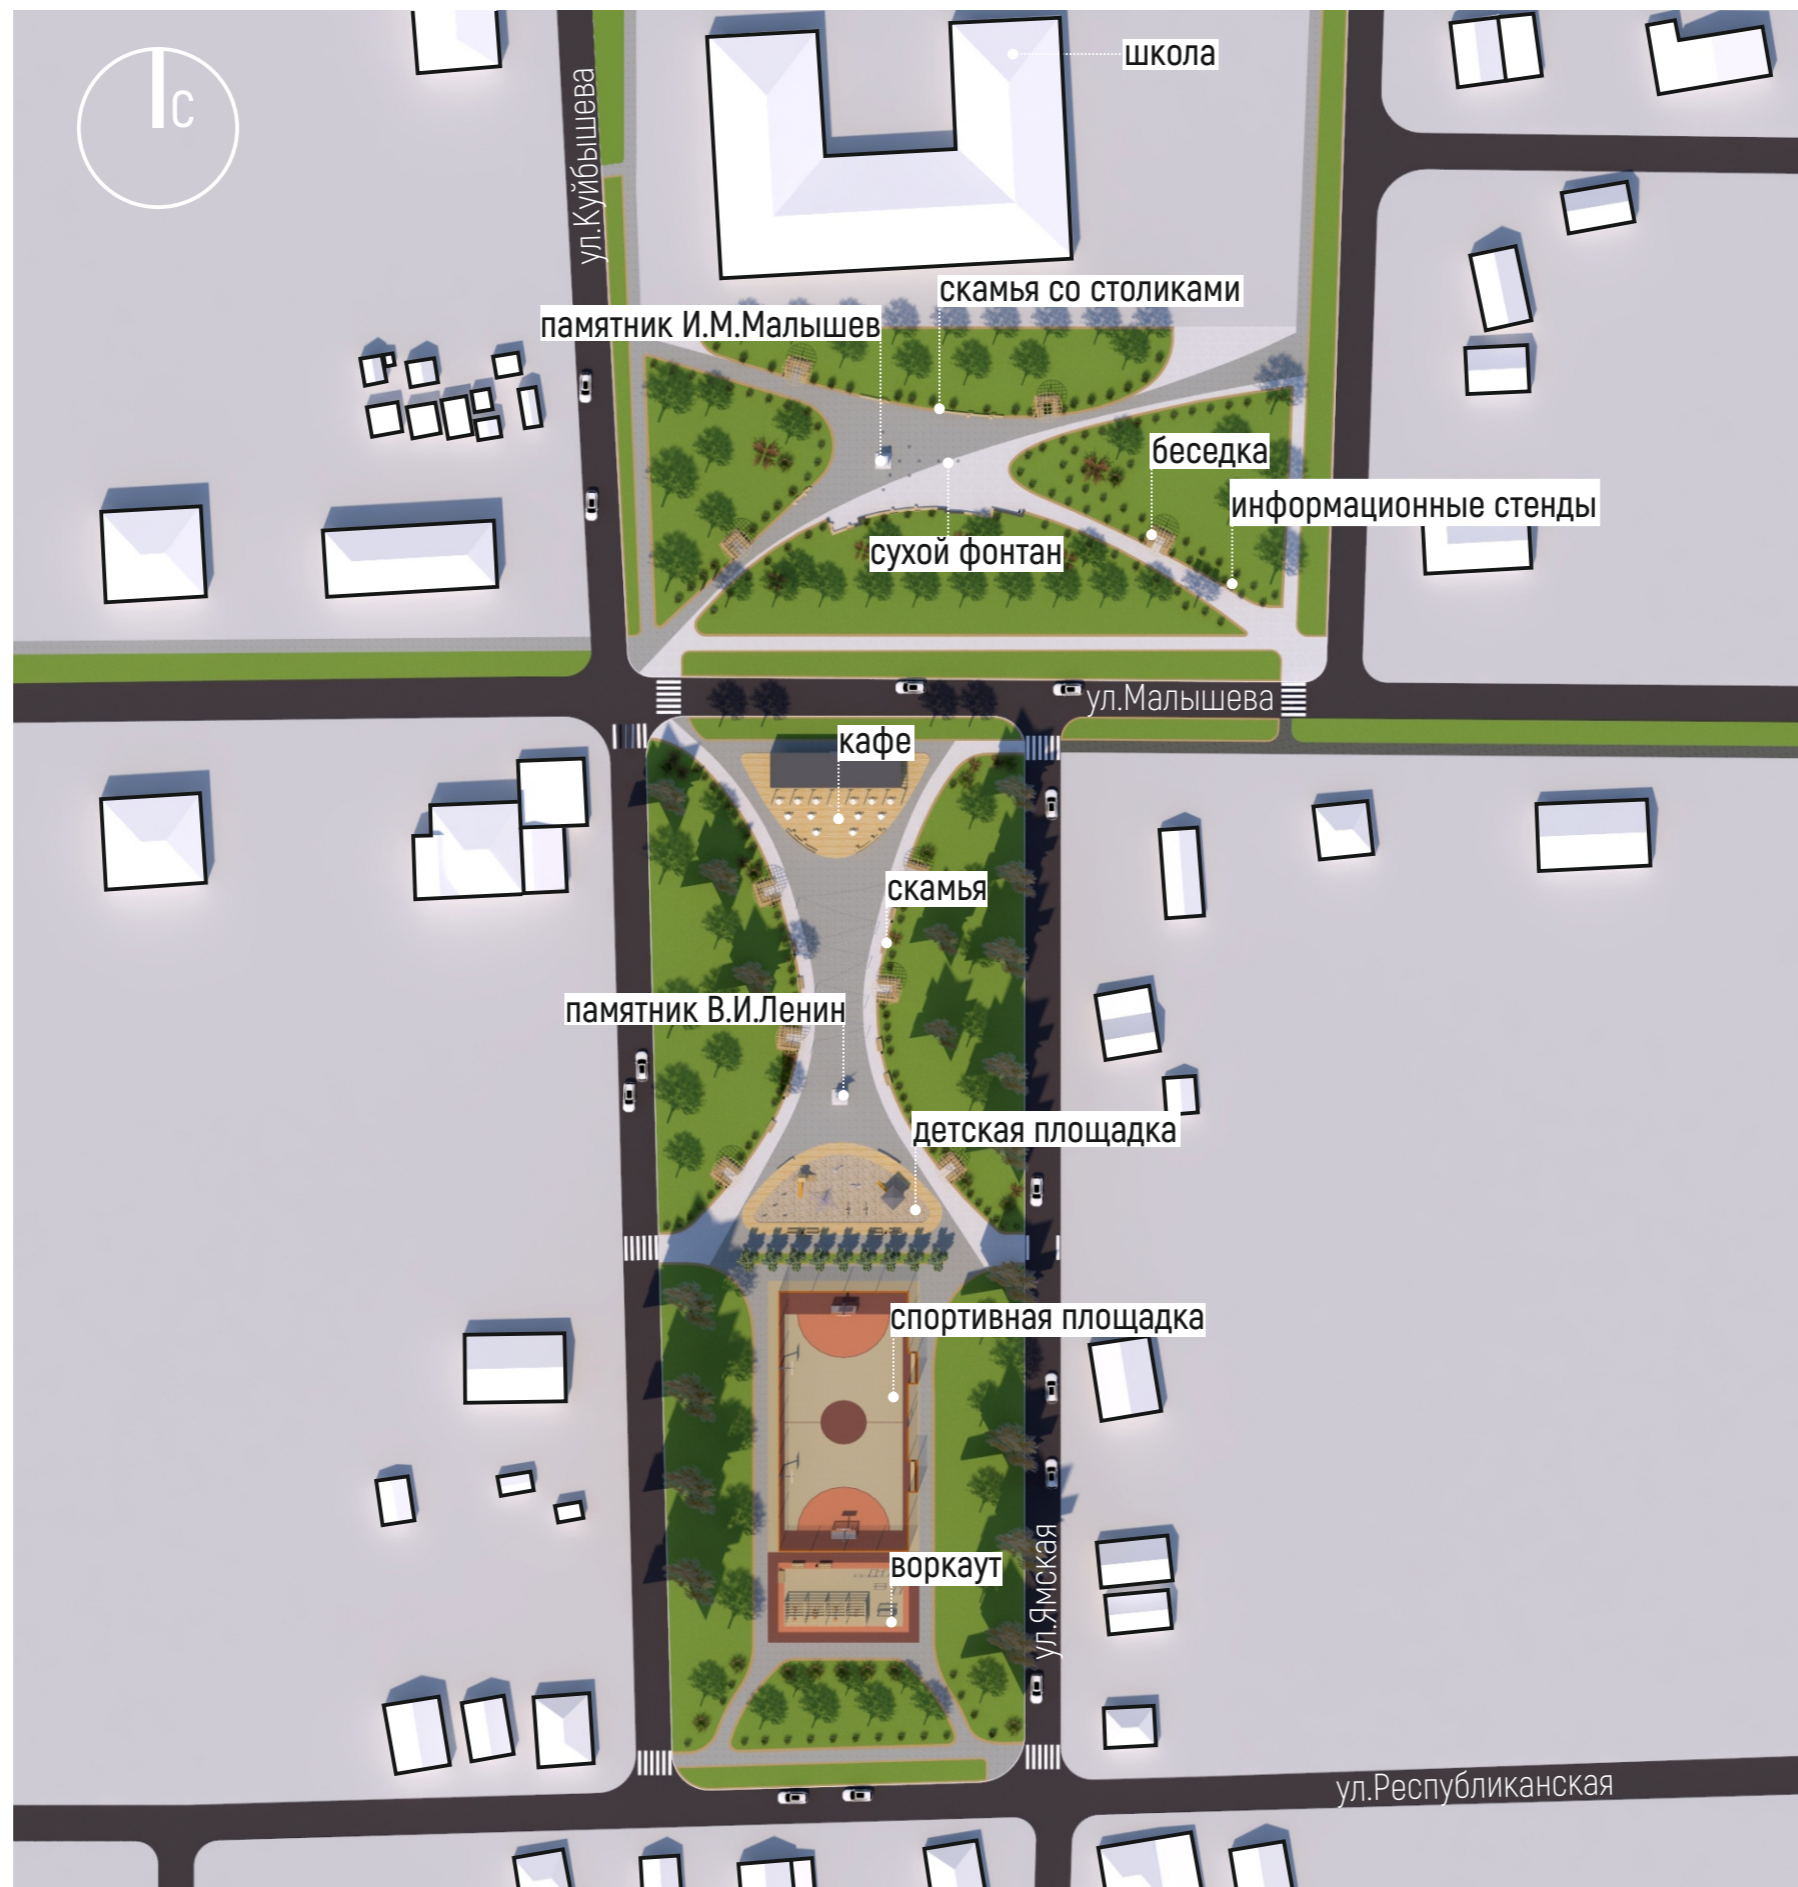 С
школа
ул.Куйбышева
скамья со столиками
памятник И.М.Малышев
беседка
информационные стенды
сухой фонтан
ул.Малышева
кафе
скамья
памятник В.И.Ленин
детская площадка
спортивная площадка
воркаут
ул.Ямская
ул.Республиканская